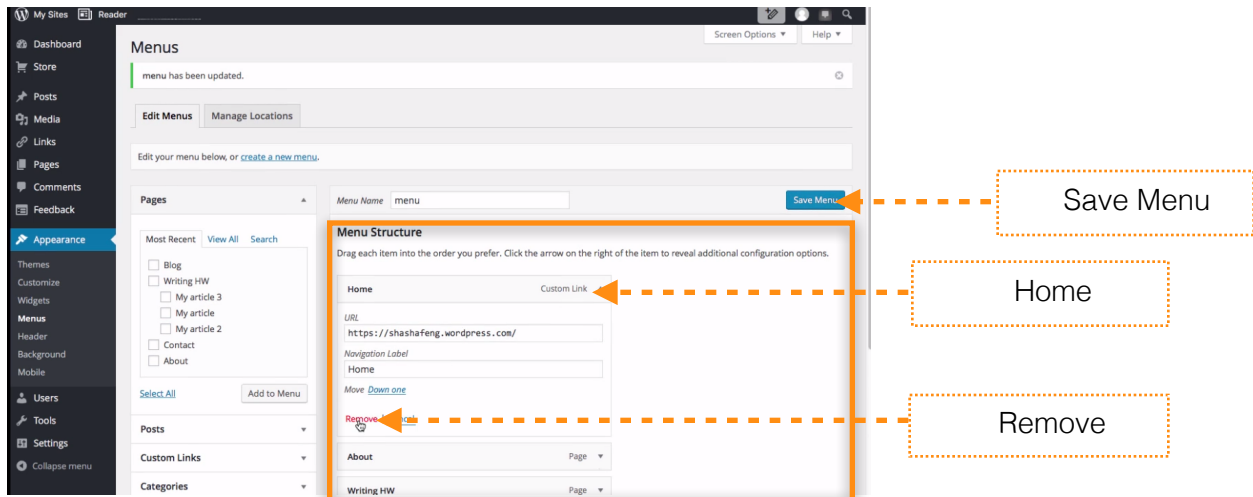 My Sites Reader
Dashboard
Store
Posts
Media
Links
Pages
Comments
Feedback
Appearance
Themes
Customize
Widgets
Menus
Header
Background
Mobile
Users
Tools
Settings
Collapse menu
Screen Options Help
Menus
menu has been updated.
Edit Menus Manage Locations
Edit your menu below, or create a new menu.
Pages
Most Recent View All Search
Blog
Writing HW
My article 3
My article
My article 2
Contact
About
Select All Add to Menu
Posts
Custom Links
Categories
Menu Name menu Save Menu
Menu Structure
Drag each item into the order you prefer. Click the arrow on the right of the item to reveal additional configuration options.
Home Custom Link
URL
https://shashafeng.wordpress.com/
Navigation Label
Home
Move Down one
Remove
About Page
Writing HW Page
Save Menu
Home
Remove